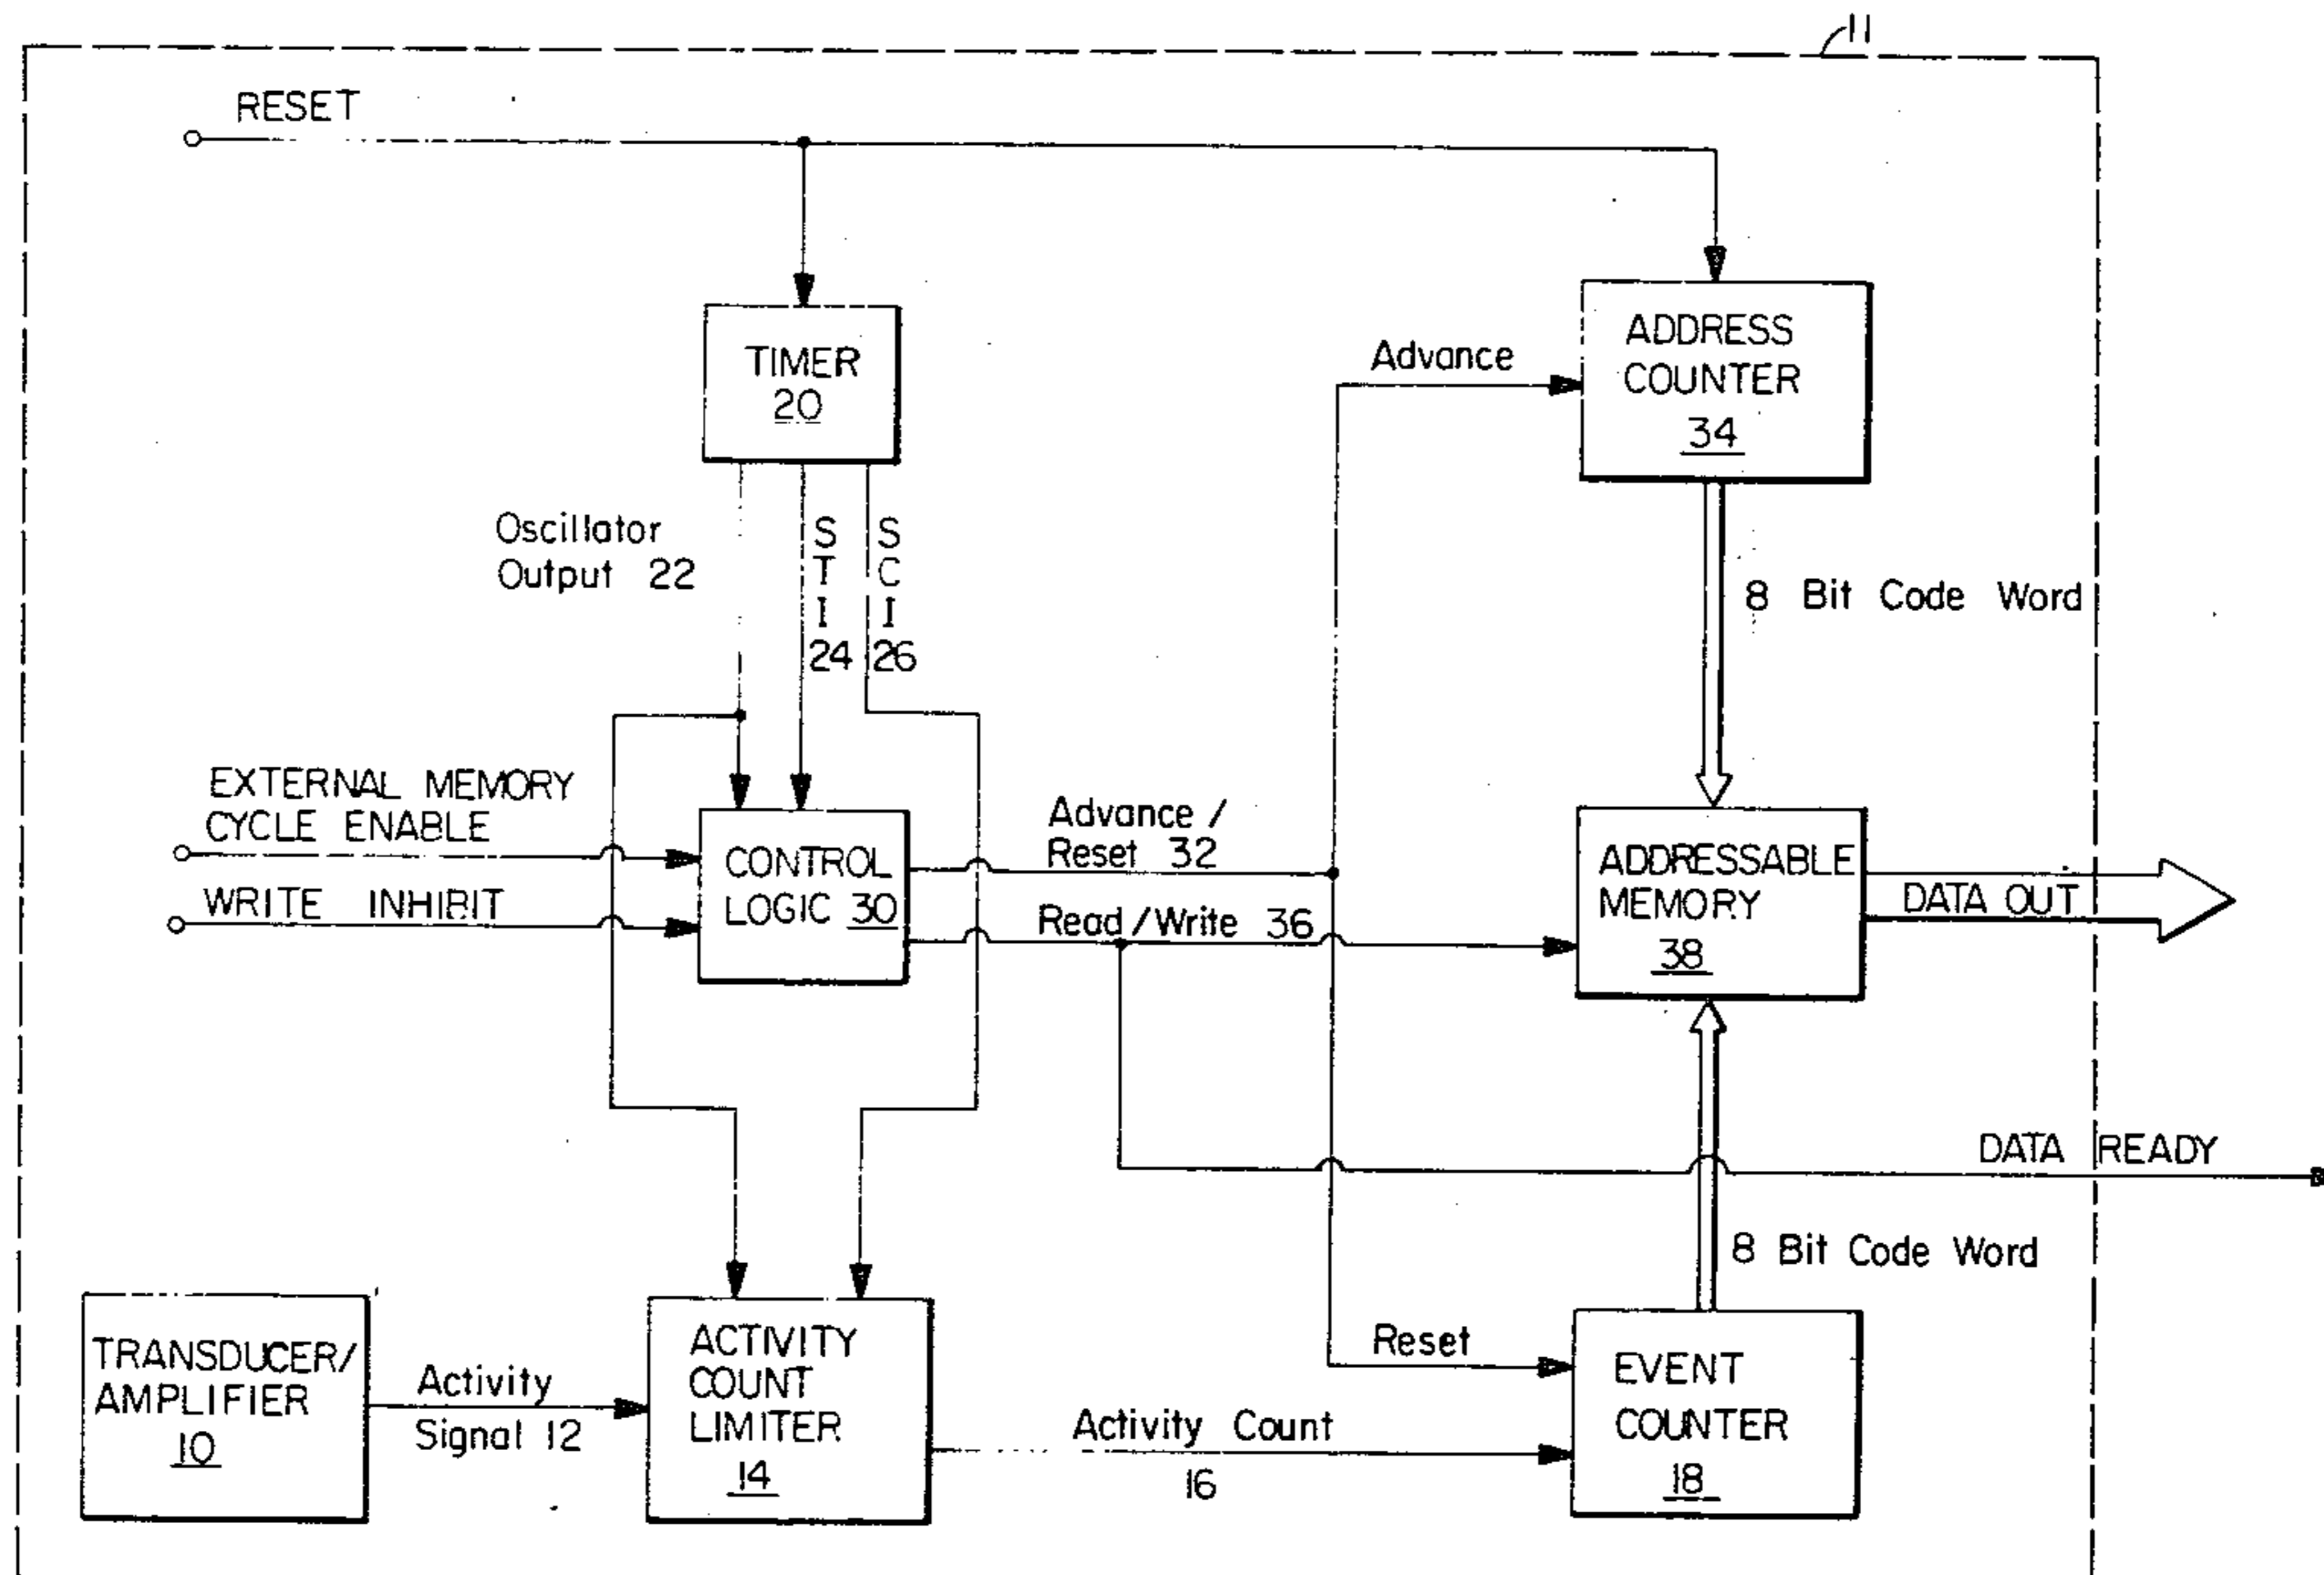 11
RESET
TIMER
20
ADDRESS
COUNTER
34
Advance
Oscillator
Output 22
S
T
I
24
S
C
I
26
8 Bit Code Word
EXTERNAL MEMORY
CYCLE ENABLE
WRITE INHIBIT
CONTROL
LOGIC 30
Advance /
Reset 32
Read/Write 36
ADDRESSABLE
MEMORY
38
DATA OUT
DATA READY
8 Bit Code Word
TRANSDUCER/
AMPLIFIER
10
Activity
Signal 12
ACTIVITY
COUNT
LIMITER
14
Activity Count
16
Reset
EVENT
COUNTER
18